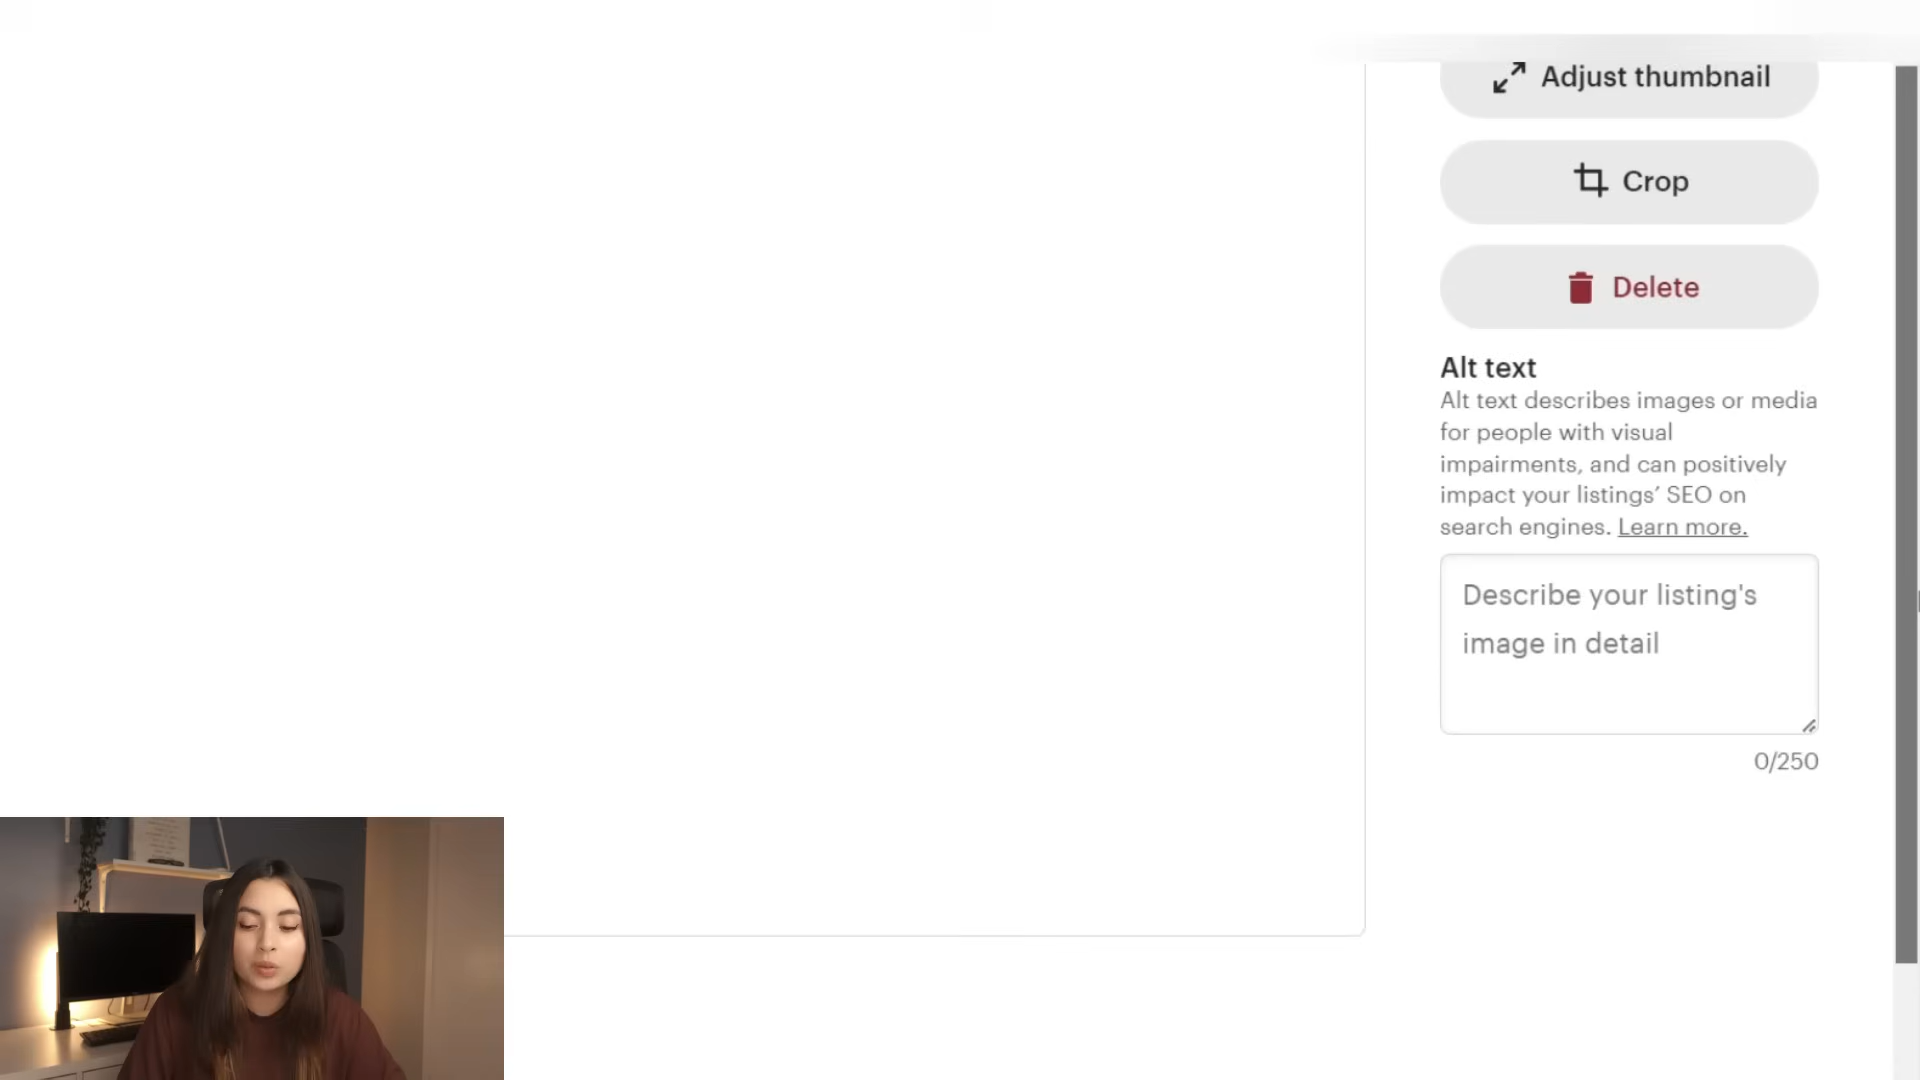 Adjust thumbnail
Crop
Delete
Alt text
Alt text describes images or media
for people with visual
impairments, and can positively
impact your listings’ SEO on
search engines. Learn more.
Describe your listing's
image in detail
0/250